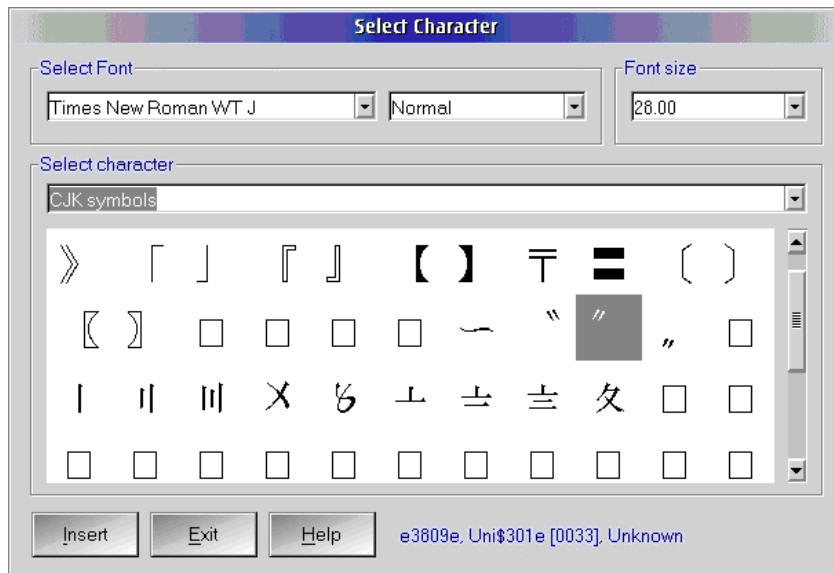 Select Character
Select Font
Font size
Times New Roman WT J
Normal
28.00
Select character
CJK symbols
》「」『』【】〒〓〔〕
〖〗□□□□〜〝〞〟□
〡〢〣〤〥〦〧〨〩□□
□□□□□□□□□□□
Insert
Exit
Help
e3809e, Uni$301e [0033], Unknown